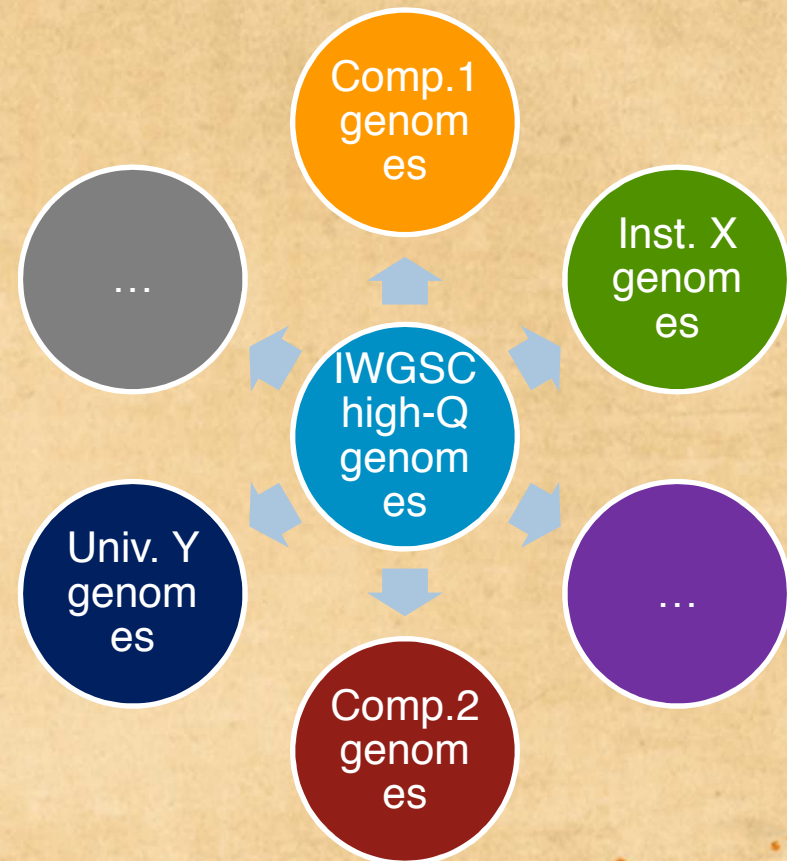 Comp.1
genom
es
…
Inst. X
genom
es
IWGSC
high-Q
genom
es
Univ. Y
genom
es
…
Comp.2
genom
es